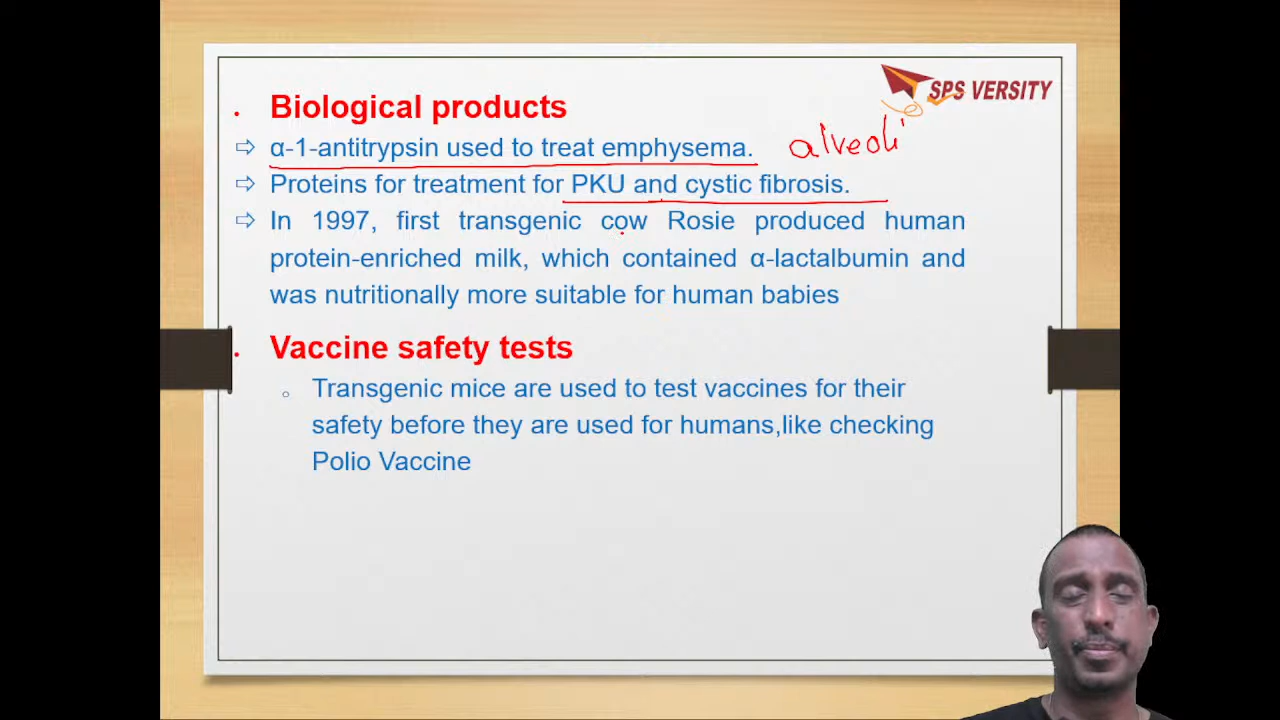 SPS VERSITY
Biological products
⇨ α-1-antitrypsin used to treat emphysema. alveoli
⇨ Proteins for treatment for PKU and cystic fibrosis.
⇨ In 1997, first transgenic cow Rosie produced human
protein-enriched milk, which contained α-lactalbumin and
was nutritionally more suitable for human babies
Vaccine safety tests
Transgenic mice are used to test vaccines for their
safety before they are used for humans,like checking
Polio Vaccine